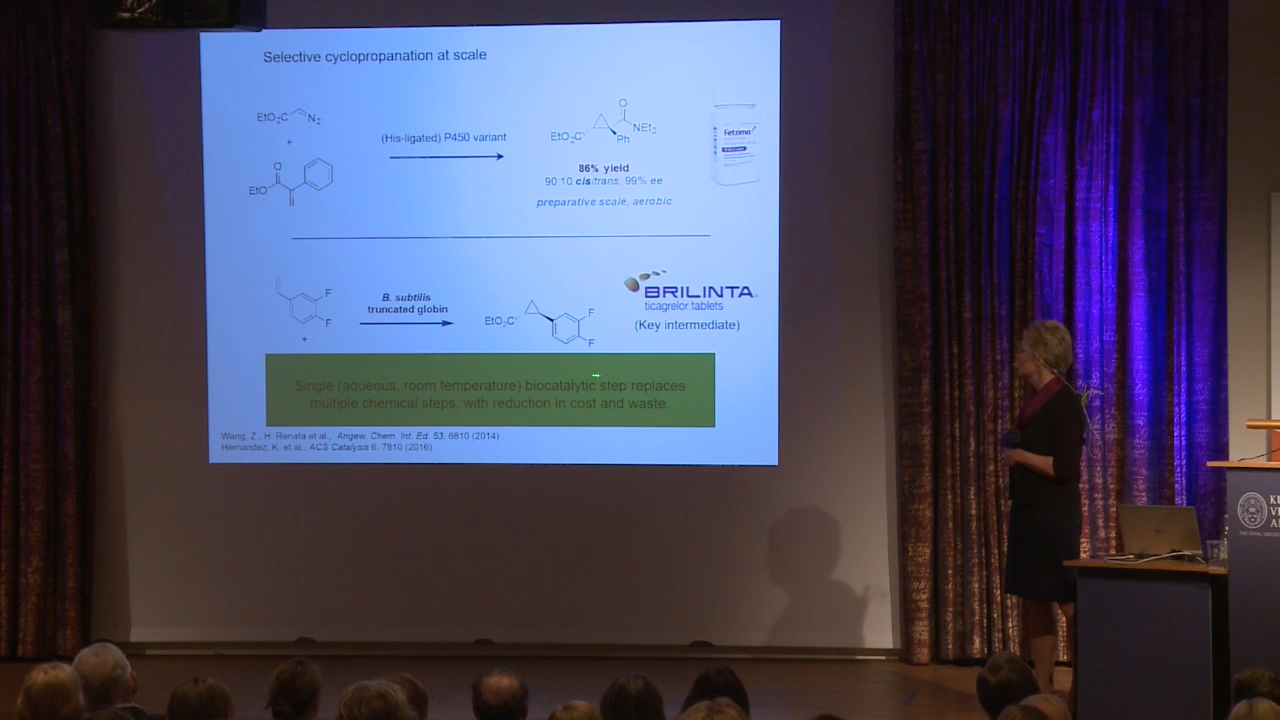 Selective cyclopropanation at scale
EtO₂C N₂
+
O
EtO
(His-ligated) P450 variant
O
EtO₂C NEt₂
Ph
86% yield
90:10 cis:trans, 99% ee
preparative scale, aerobic
Fetzima
F
F
+
B. subtilis
truncated globin
EtO₂C F
F
BRILINTA
ticagrelor tablets
(Key intermediate)
Single (aqueous, room temperature) biocatalytic step replaces
multiple chemical steps, with reduction in cost and waste.
Wang, Z., H. Renata et al., Angew. Chem. Int. Ed. 53, 6810 (2014)
Hernandez, K. et al., ACS Catalysis 6, 7810 (2016)